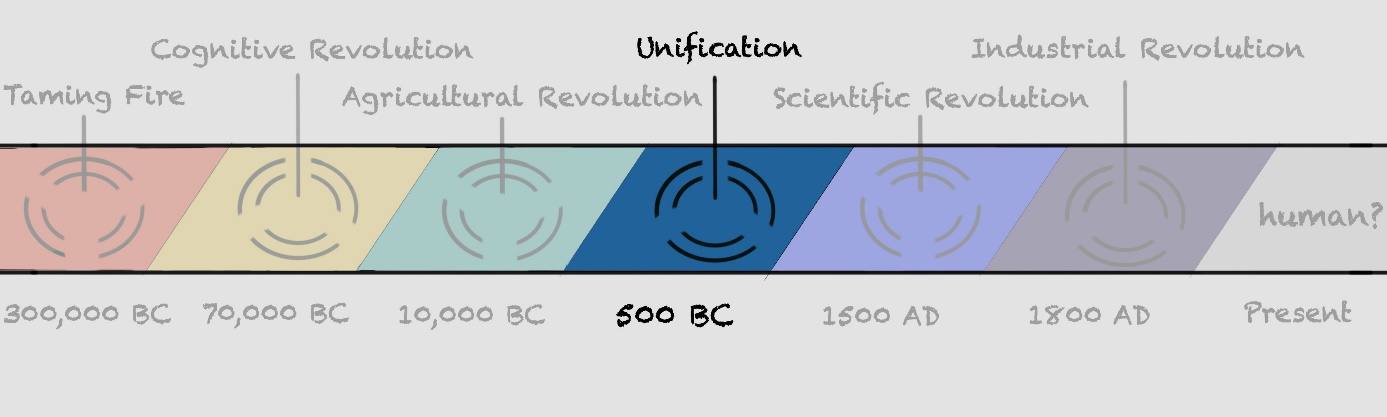 Cognitive Revolution
Unification
Industrial Revolution
Taming Fire
Agricultural Revolution
Scientific Revolution
human?
300,000 BC
70,000 BC
10,000 BC
500 BC
1500 AD
1800 AD
Present